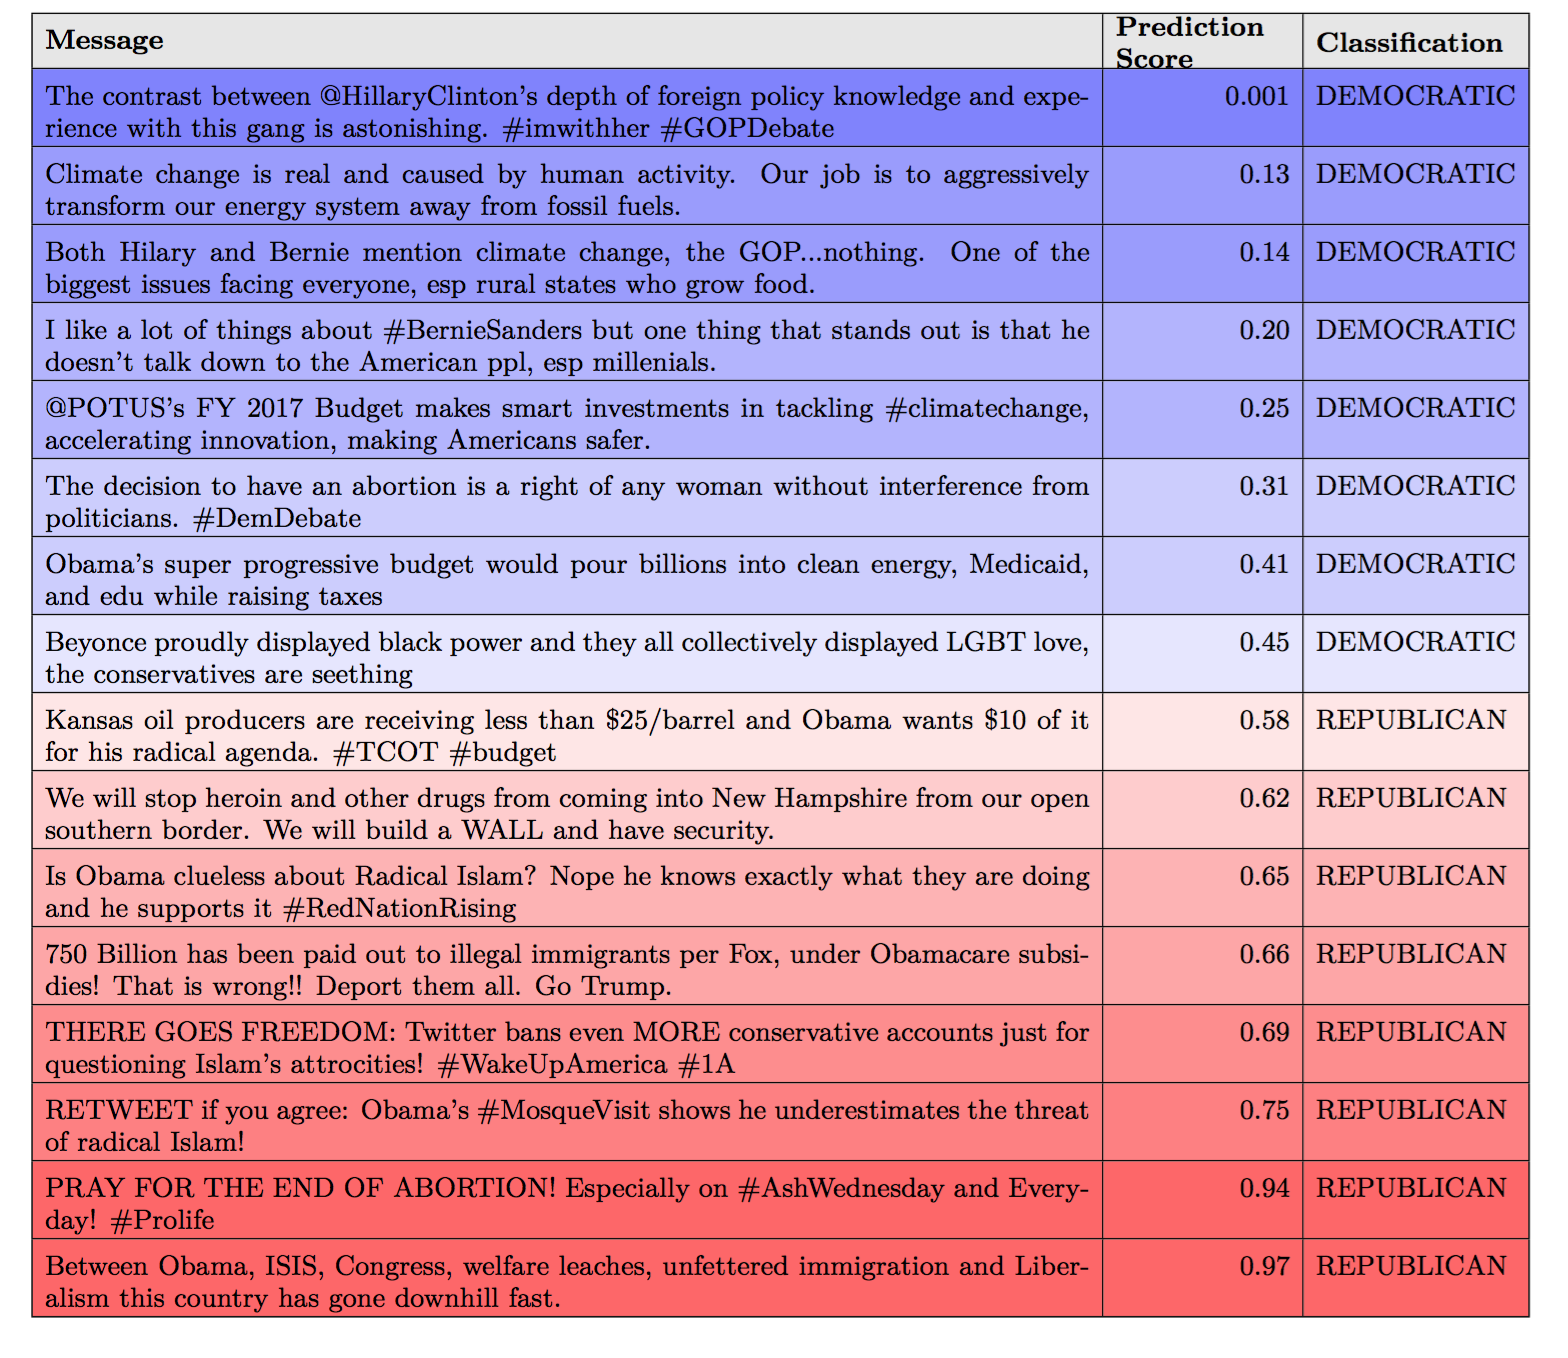 Message Prediction Score Classification
The contrast between @HillaryClinton's depth of foreign policy knowledge and expe- 0.001 DEMOCRATIC
rience with this gang is astonishing. #imwithher #GOPDebate
Climate change is real and caused by human activity. Our job is to aggressively 0.13 DEMOCRATIC
transform our energy system away from fossil fuels.
Both Hilary and Bernie mention climate change, the GOP...nothing. One of the 0.14 DEMOCRATIC
biggest issues facing everyone, esp rural states who grow food.
I like a lot of things about #BernieSanders but one thing that stands out is that he 0.20 DEMOCRATIC
doesn't talk down to the American ppl, esp millenials.
@POTUS's FY 2017 Budget makes smart investments in tackling #climatechange, 0.25 DEMOCRATIC
accelerating innovation, making Americans safer.
The decision to have an abortion is a right of any woman without interference from 0.31 DEMOCRATIC
politicians. #DemDebate
Obama's super progressive budget would pour billions into clean energy, Medicaid, 0.41 DEMOCRATIC
and edu while raising taxes
Beyonce proudly displayed black power and they all collectively displayed LGBT love, 0.45 DEMOCRATIC
the conservatives are seething
Kansas oil producers are receiving less than $25/barrel and Obama wants $10 of it 0.58 REPUBLICAN
for his radical agenda. #TCOT #budget
We will stop heroin and other drugs from coming into New Hampshire from our open 0.62 REPUBLICAN
southern border. We will build a WALL and have security.
Is Obama clueless about Radical Islam? Nope he knows exactly what they are doing 0.65 REPUBLICAN
and he supports it #RedNationRising
750 Billion has been paid out to illegal immigrants per Fox, under Obamacare subsi- 0.66 REPUBLICAN
dies! That is wrong!! Deport them all. Go Trump.
THERE GOES FREEDOM: Twitter bans even MORE conservative accounts just for 0.69 REPUBLICAN
questioning Islam's attrocities! #WakeUpAmerica #1A
RETWEET if you agree: Obama's #MosqueVisit shows he underestimates the threat 0.75 REPUBLICAN
of radical Islam!
PRAY FOR THE END OF ABORTION! Especially on #AshWednesday and Every- 0.94 REPUBLICAN
day! #Prolife
Between Obama, ISIS, Congress, welfare leaches, unfettered immigration and Liber- 0.97 REPUBLICAN
alism this country has gone downhill fast.